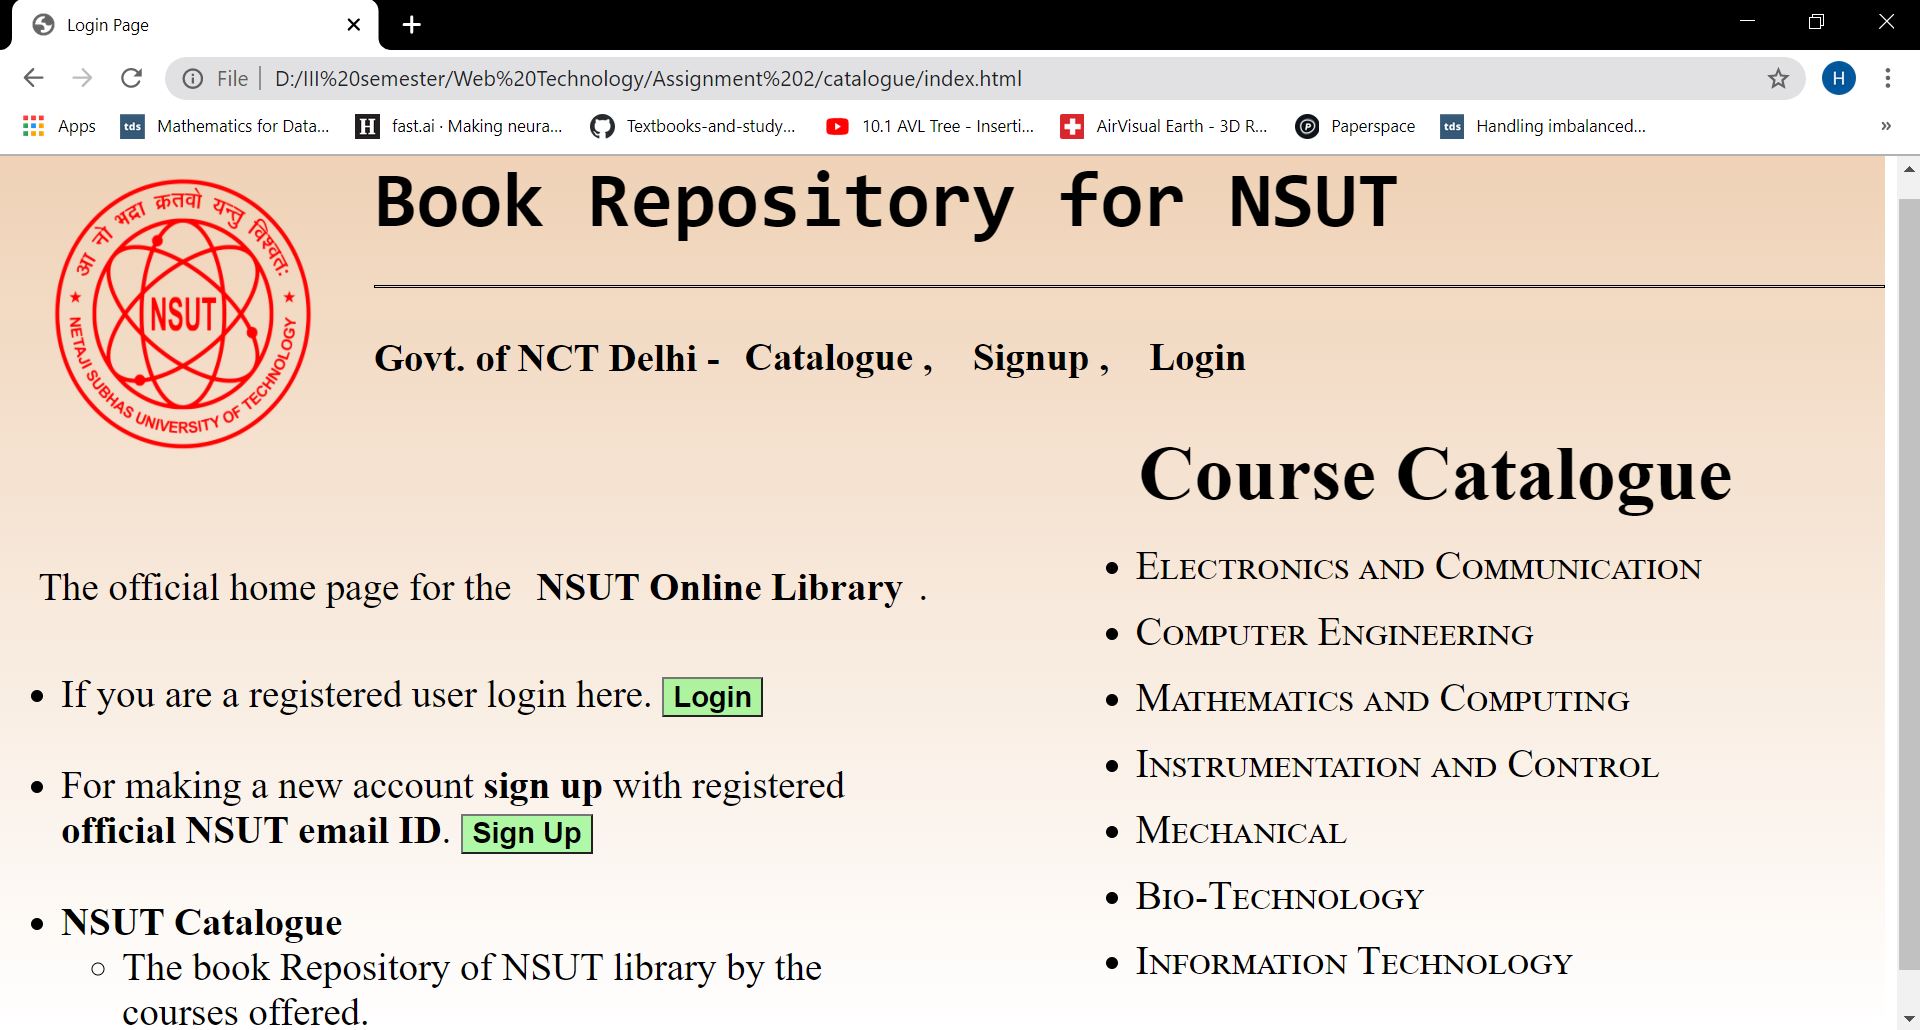 Login Page
File
D:/III%20semester/Web%20Technology/Assignment%202/catalogue/index.html
H
Apps
tds Mathematics for Data...
H fast.ai · Making neura...
Textbooks-and-study...
10.1 AVL Tree - Inserti...
AirVisual Earth - 3D R...
P Paperspace
tds Handling imbalanced...
»
आ नो भद्रा क्रतवो यन्तु विश्वतः
NSUT
NETAJI SUBHAS UNIVERSITY OF TECHNOLOGY
Book Repository for NSUT
Govt. of NCT Delhi - Catalogue , Signup , Login
The official home page for the NSUT Online Library .
• If you are a registered user login here. Login
• For making a new account sign up with registered
official NSUT email ID. Sign Up
• NSUT Catalogue
○ The book Repository of NSUT library by the
courses offered.
Course Catalogue
• Electronics and Communication
• Computer Engineering
• Mathematics and Computing
• Instrumentation and Control
• Mechanical
• Bio-Technology
• Information Technology